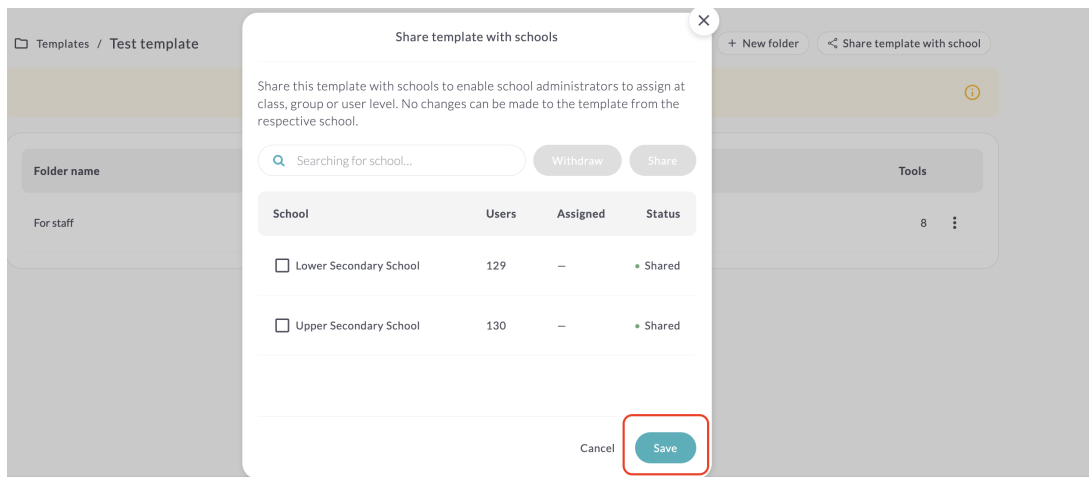 Templates / Test template
Share template with schools
+ New folder
Share template with school
Share this template with schools to enable school administrators to assign at
class, group or user level. No changes can be made to the template from the
respective school.
Searching for school...
Withdraw
Share
Folder name
Tools
School Users Assigned Status
For staff
8
Lower Secondary School 129 – • Shared
Upper Secondary School 130 – • Shared
Cancel
Save